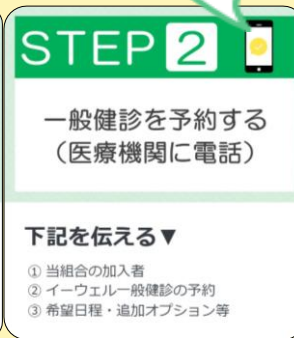 STEP 2
一般健診を予約する
（医療機関に電話）
下記を伝える▼
① 当組合の加入者
② イーウェル一般健診の予約
③ 希望日程・追加オプション等